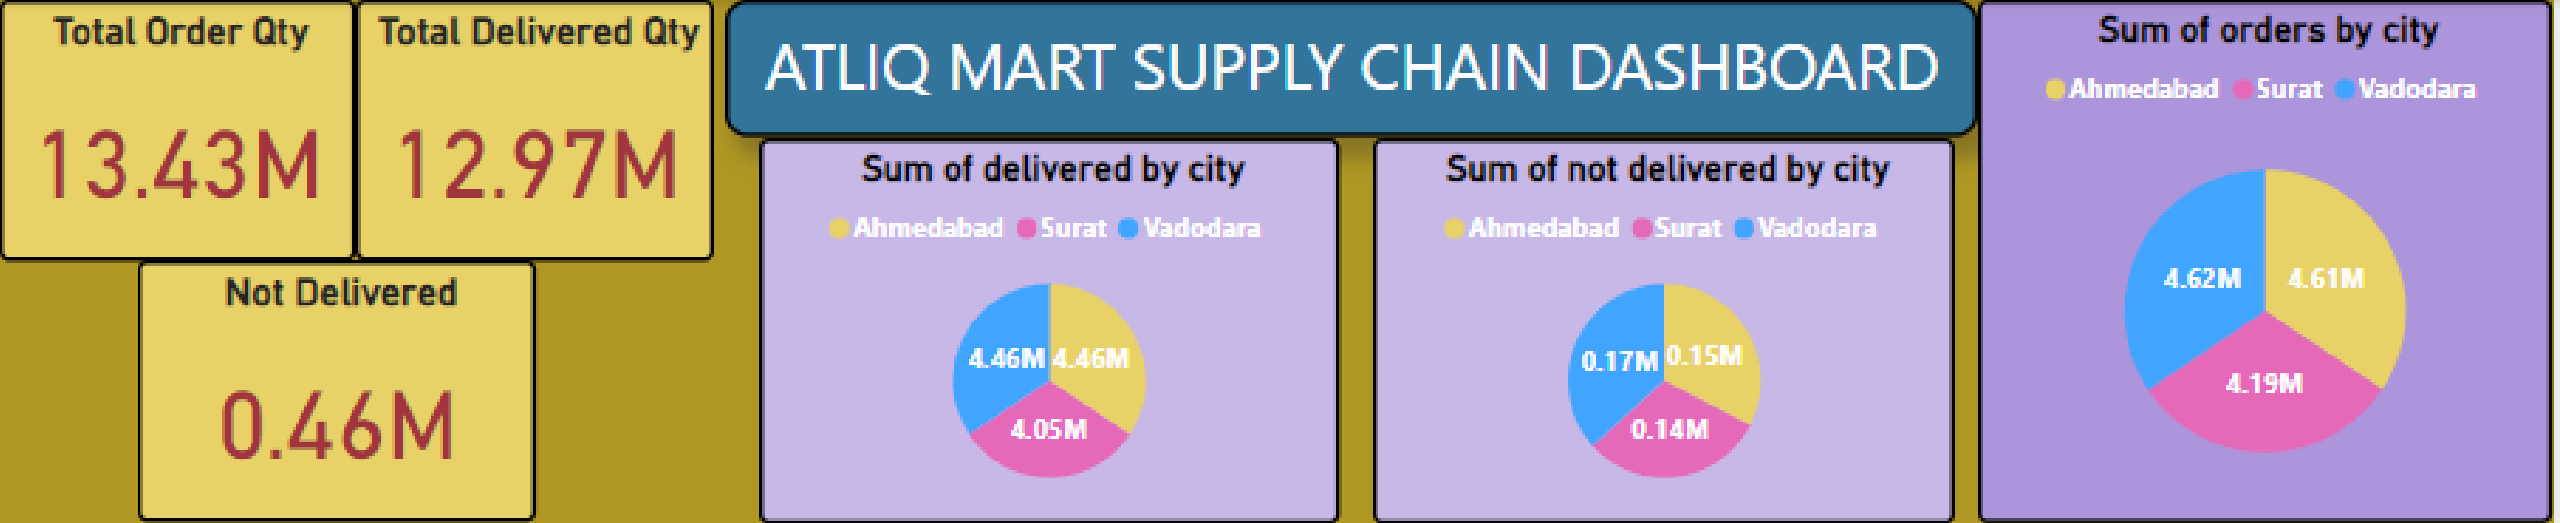 Total Order Qty
13.43M
Total Delivered Qty
12.97M
Not Delivered
0.46M
ATLIQ MART SUPPLY CHAIN DASHBOARD
Sum of delivered by city
Ahmedabad Surat Vadodara
4.46M 4.46M
4.05M
Sum of not delivered by city
Ahmedabad Surat Vadodara
0.17M 0.15M
0.14M
Sum of orders by city
Ahmedabad Surat Vadodara
4.62M 4.61M
4.19M